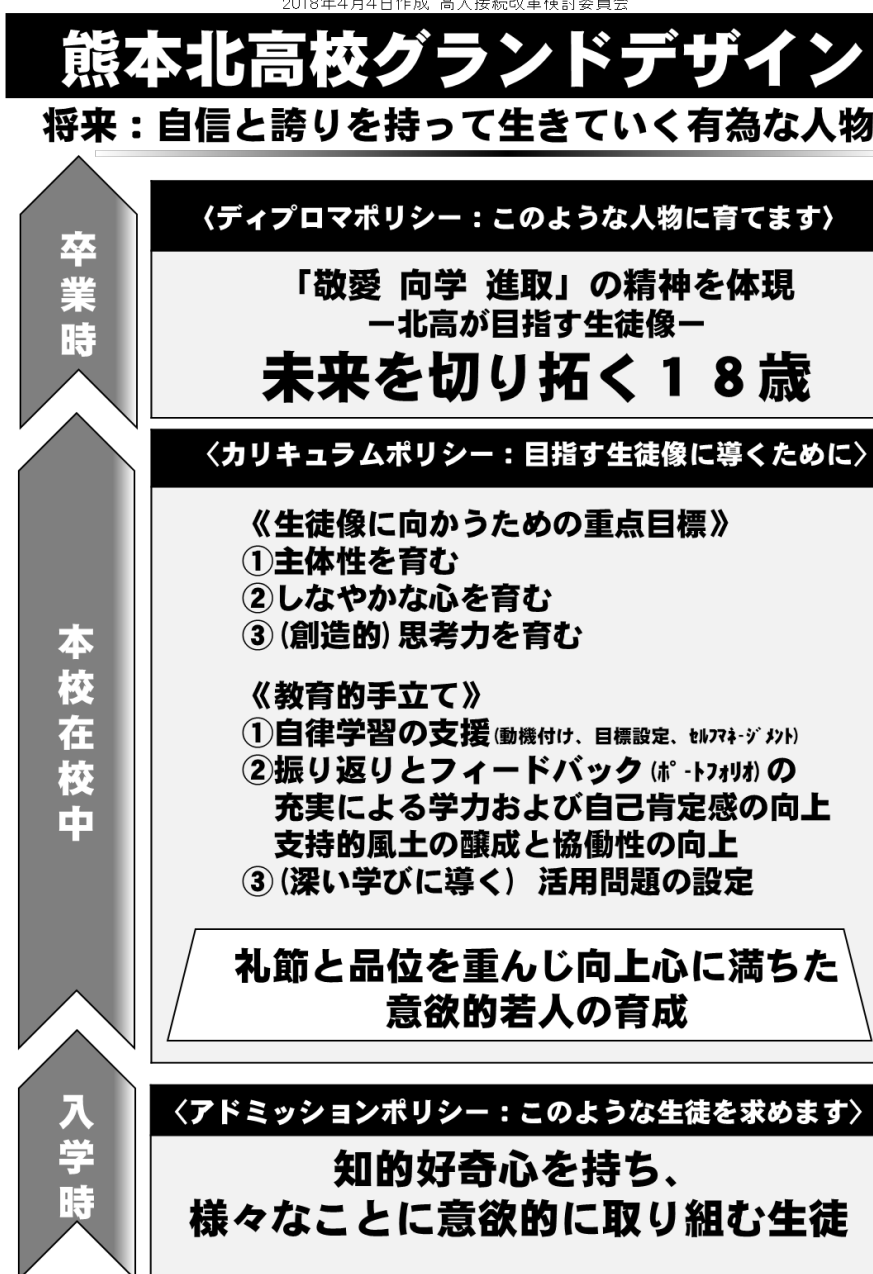 2018年4月4日作成 高大接続改革検討委員会
熊本北高校グランドデザイン
将来：自信と誇りを持って生きていく有為な人物
卒業時
〈ディプロマポリシー：このような人物に育てます〉
「敬愛 向学 進取」の精神を体現
ー北高が目指す生徒像ー
未来を切り拓く１８歳
本校在校中
〈カリキュラムポリシー：目指す生徒像に導くために〉
《生徒像に向かうための重点目標》
①主体性を育む
②しなやかな心を育む
③(創造的)思考力を育む
《教育的手立て》
①自律学習の支援(動機付け、目標設定、ｾﾙﾌﾏﾈｰｼﾞﾒﾝﾄ)
②振り返りとフィードバック(ﾎﾟｰﾄﾌｫﾘｵ)の
充実による学力および自己肯定感の向上
支持的風土の醸成と協働性の向上
③(深い学びに導く) 活用問題の設定
礼節と品位を重んじ向上心に満ちた
意欲的若人の育成
入学時
〈アドミッションポリシー：このような生徒を求めます〉
知的好奇心を持ち、
様々なことに意欲的に取り組む生徒